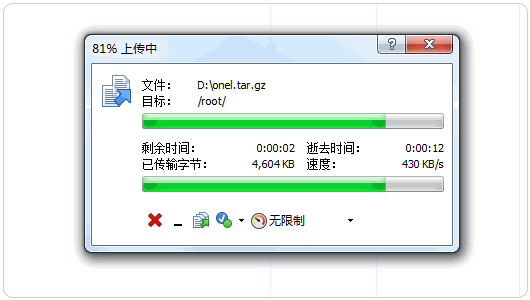 81% 上传中
文件： D:\onel.tar.gz
目标： /root/
剩余时间： 0:00:02 逝去时间： 0:00:12
已传输字节： 4,604 KB 速度： 430 KB/s
无限制